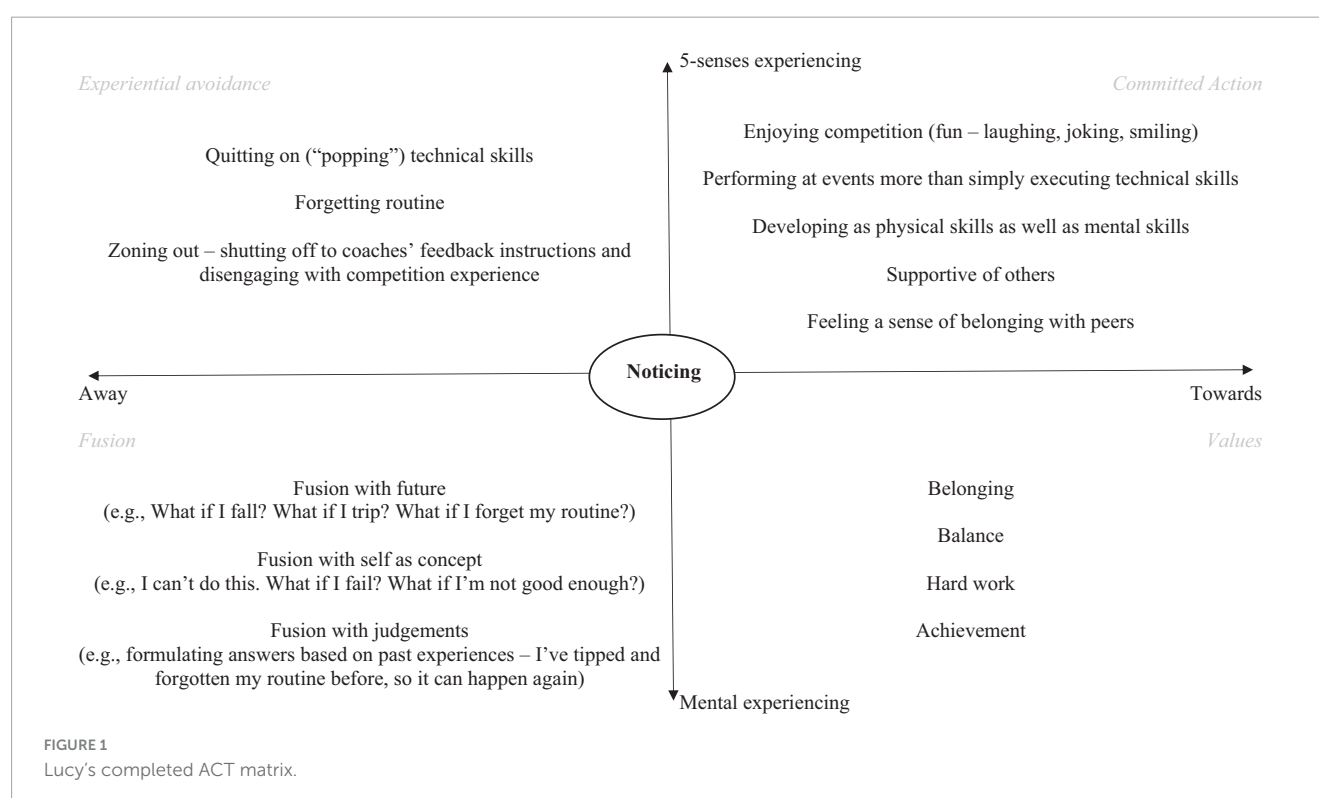 5-senses experiencing
Experiential avoidance
Committed Action
Quitting on (“popping”) technical skills
Forgetting routine
Zoning out – shutting off to coaches’ feedback instructions and
disengaging with competition experience
Enjoying competition (fun – laughing, joking, smiling)
Performing at events more than simply executing technical skills
Developing as physical skills as well as mental skills
Supportive of others
Feeling a sense of belonging with peers
Noticing
Away
Towards
Fusion
Values
Fusion with future
(e.g., What if I fall? What if I trip? What if I forget my routine?)
Fusion with self as concept
(e.g., I can’t do this. What if I fail? What if I’m not good enough?)
Fusion with judgements
(e.g., formulating answers based on past experiences – I’ve tipped and
forgotten my routine before, so it can happen again)
Belonging
Balance
Hard work
Achievement
Mental experiencing
FIGURE 1
Lucy’s completed ACT matrix.